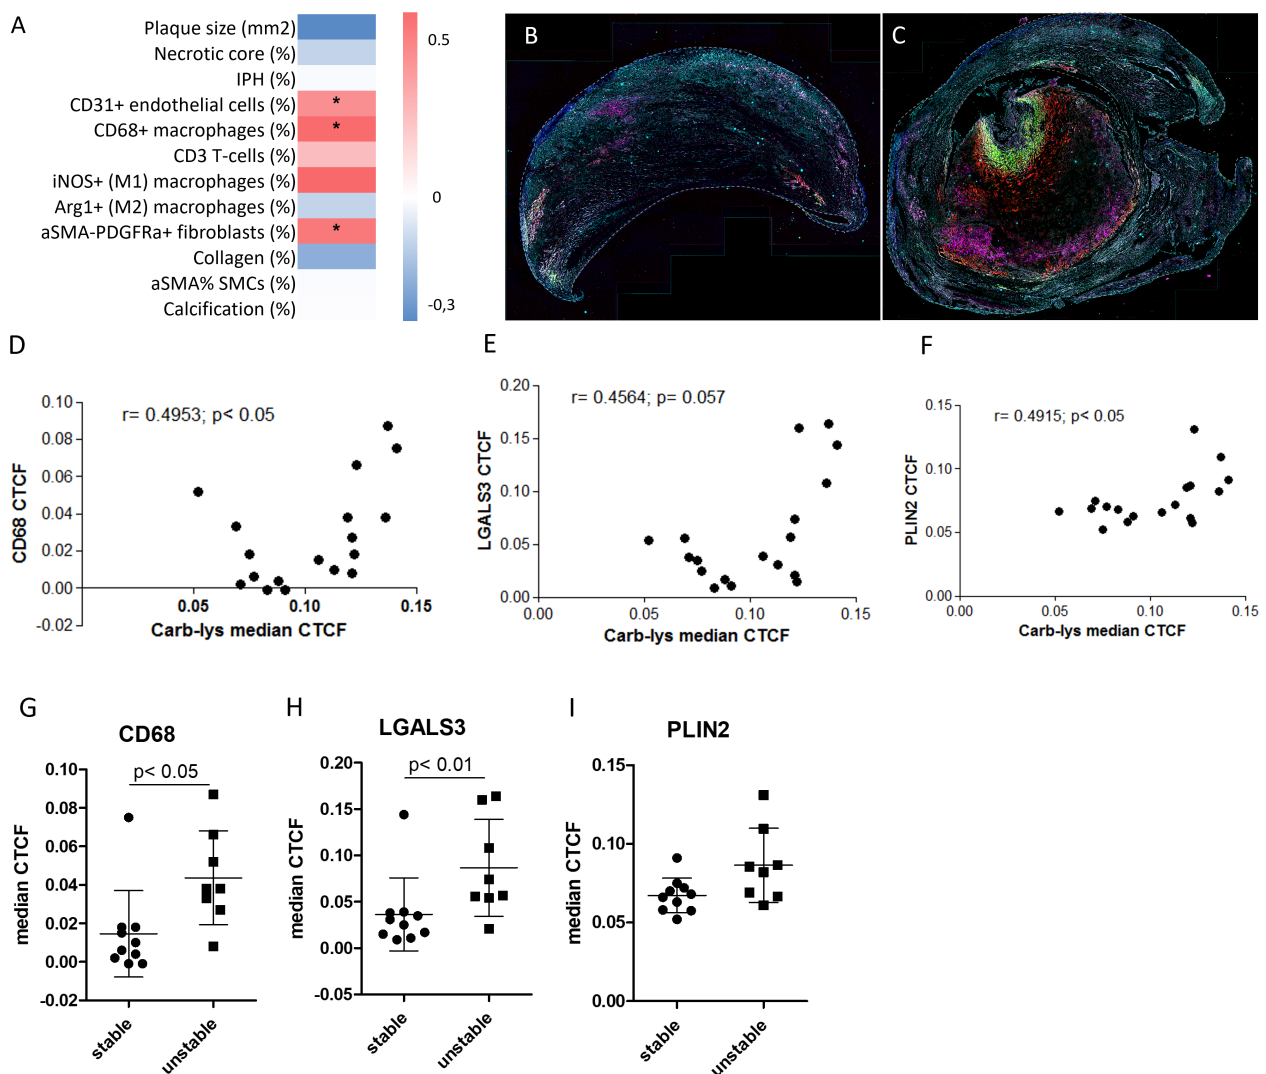 A
Plaque size (mm2)
Necrotic core (%)
IPH (%)
CD31+ endothelial cells (%)
*
CD68+ macrophages (%)
*
CD3 T-cells (%)
iNOS+ (M1) macrophages (%)
Arg1+ (M2) macrophages (%)
aSMA-PDGFRa+ fibroblasts (%)
*
Collagen (%)
aSMA% SMCs (%)
Calcification (%)
0.5
0
-0,3
B
C
D
r= 0.4953; p< 0.05
CD68 CTCF
0.10
0.08
0.06
0.04
0.02
0.00
-0.02
0.05
0.10
0.15
Carb-lys median CTCF
E
r= 0.4564; p= 0.057
LGALS3 CTCF
0.20
0.15
0.10
0.05
0.00
0.00
0.05
0.10
0.15
Carb-lys median CTCF
F
r= 0.4915; p< 0.05
PLIN2 CTCF
0.15
0.10
0.05
0.00
0.00
0.05
0.10
0.15
Carb-lys median CTCF
G
CD68
p< 0.05
median CTCF
0.10
0.08
0.06
0.04
0.02
0.00
-0.02
stable
unstable
H
LGALS3
p< 0.01
median CTCF
0.20
0.15
0.10
0.05
0.00
-0.05
stable
unstable
I
PLIN2
median CTCF
0.15
0.10
0.05
0.00
stable
unstable